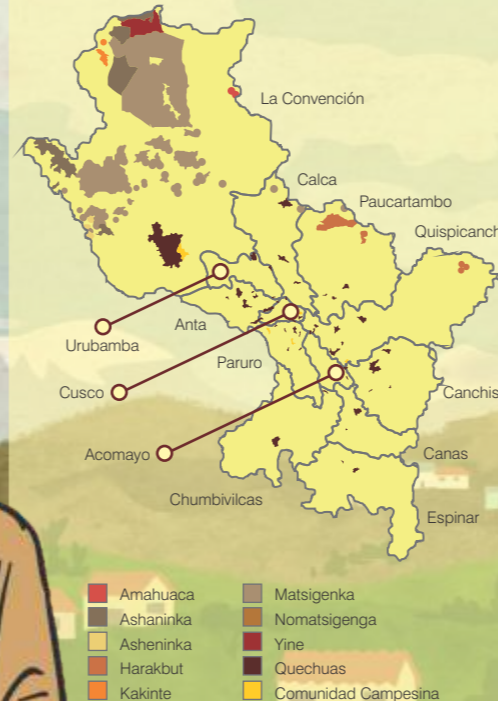 La Convención
Calca
Paucartambo
Quispicanch
Urubamba
Anta
Cusco
Paruro
Canchis
Acomayo
Canas
Chumbivilcas
Espinar
Amahuaca
Ashaninka
Asheninka
Harakbut
Kakinte
Matsigenka
Nomatsigenga
Yine
Quechuas
Comunidad Campesina